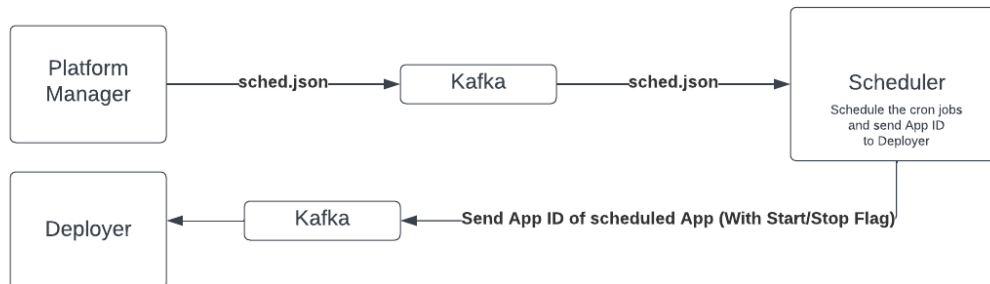 Platform
Manager
sched.json
Kafka
sched.json
Scheduler
Schedule the cron jobs
and send App ID
to Deployer
Deployer
Kafka
Send App ID of scheduled App (With Start/Stop Flag)